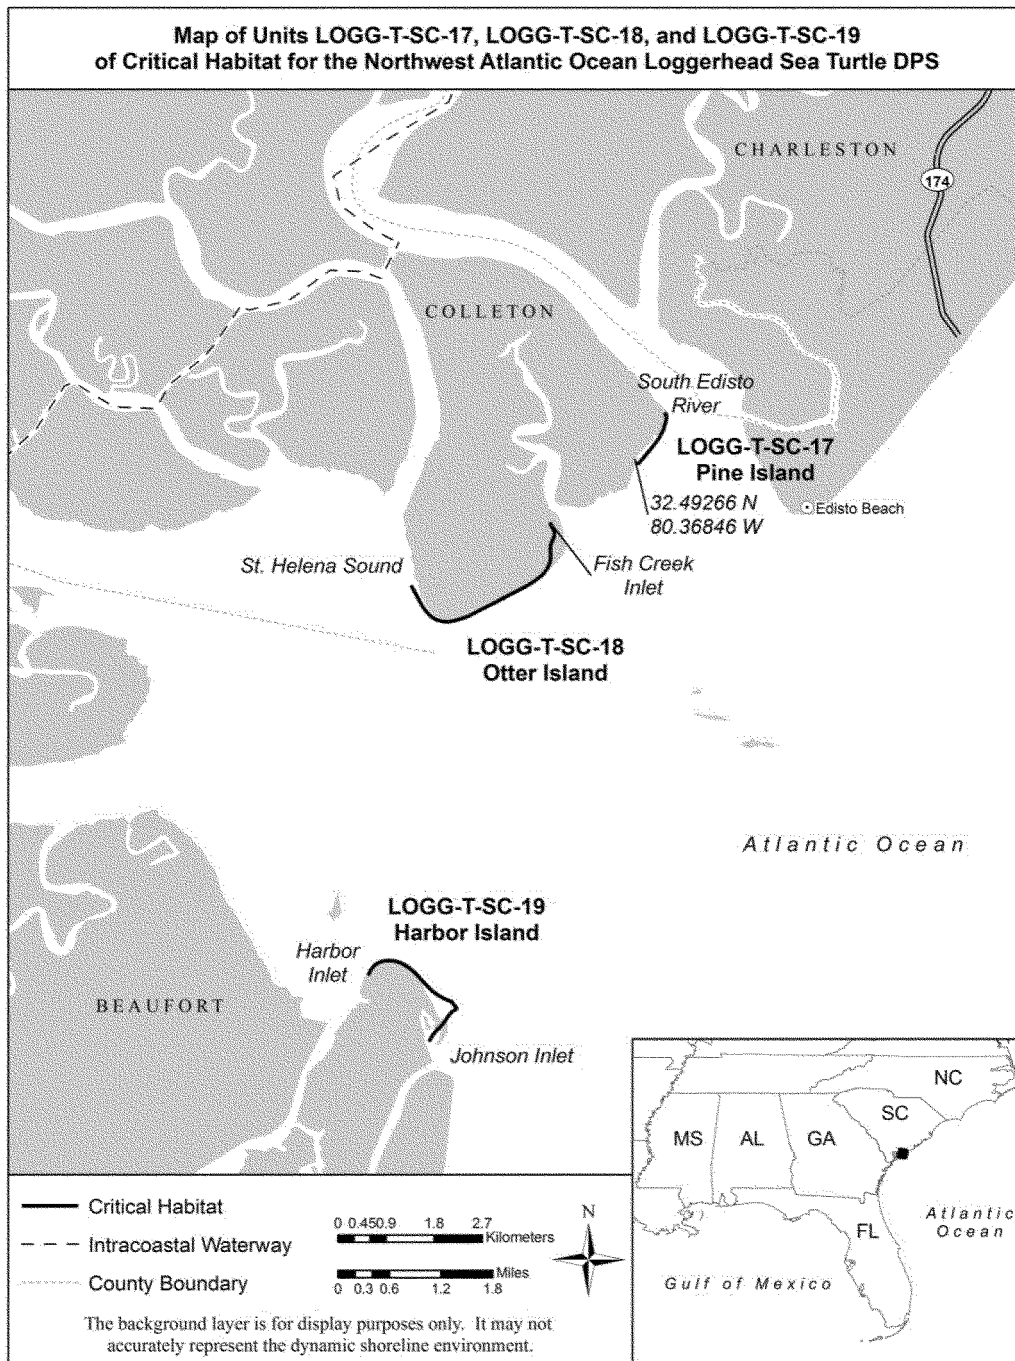 Map of Units LOGG-T-SC-17, LOGG-T-SC-18, and LOGG-T-SC-19
of Critical Habitat for the Northwest Atlantic Ocean Loggerhead Sea Turtle DPS
CHARLESTON
174
COLLETON
South Edisto
River
LOGG-T-SC-17
Pine Island
32.49266 N
80.36846 W
Edisto Beach
St. Helena Sound
Fish Creek
Inlet
LOGG-T-SC-18
Otter Island
Atlantic Ocean
LOGG-T-SC-19
Harbor Island
Harbor
Inlet
BEAUFORT
Johnson Inlet
NC
SC
MS
AL
GA
FL
Atlantic
Ocean
Gulf of Mexico
Critical Habitat
Intracoastal Waterway
County Boundary
0 0.45 0.9 1.8 2.7
Kilometers
Miles
0 0.3 0.6 1.2 1.8
N
The background layer is for display purposes only. It may not
accurately represent the dynamic shoreline environment.